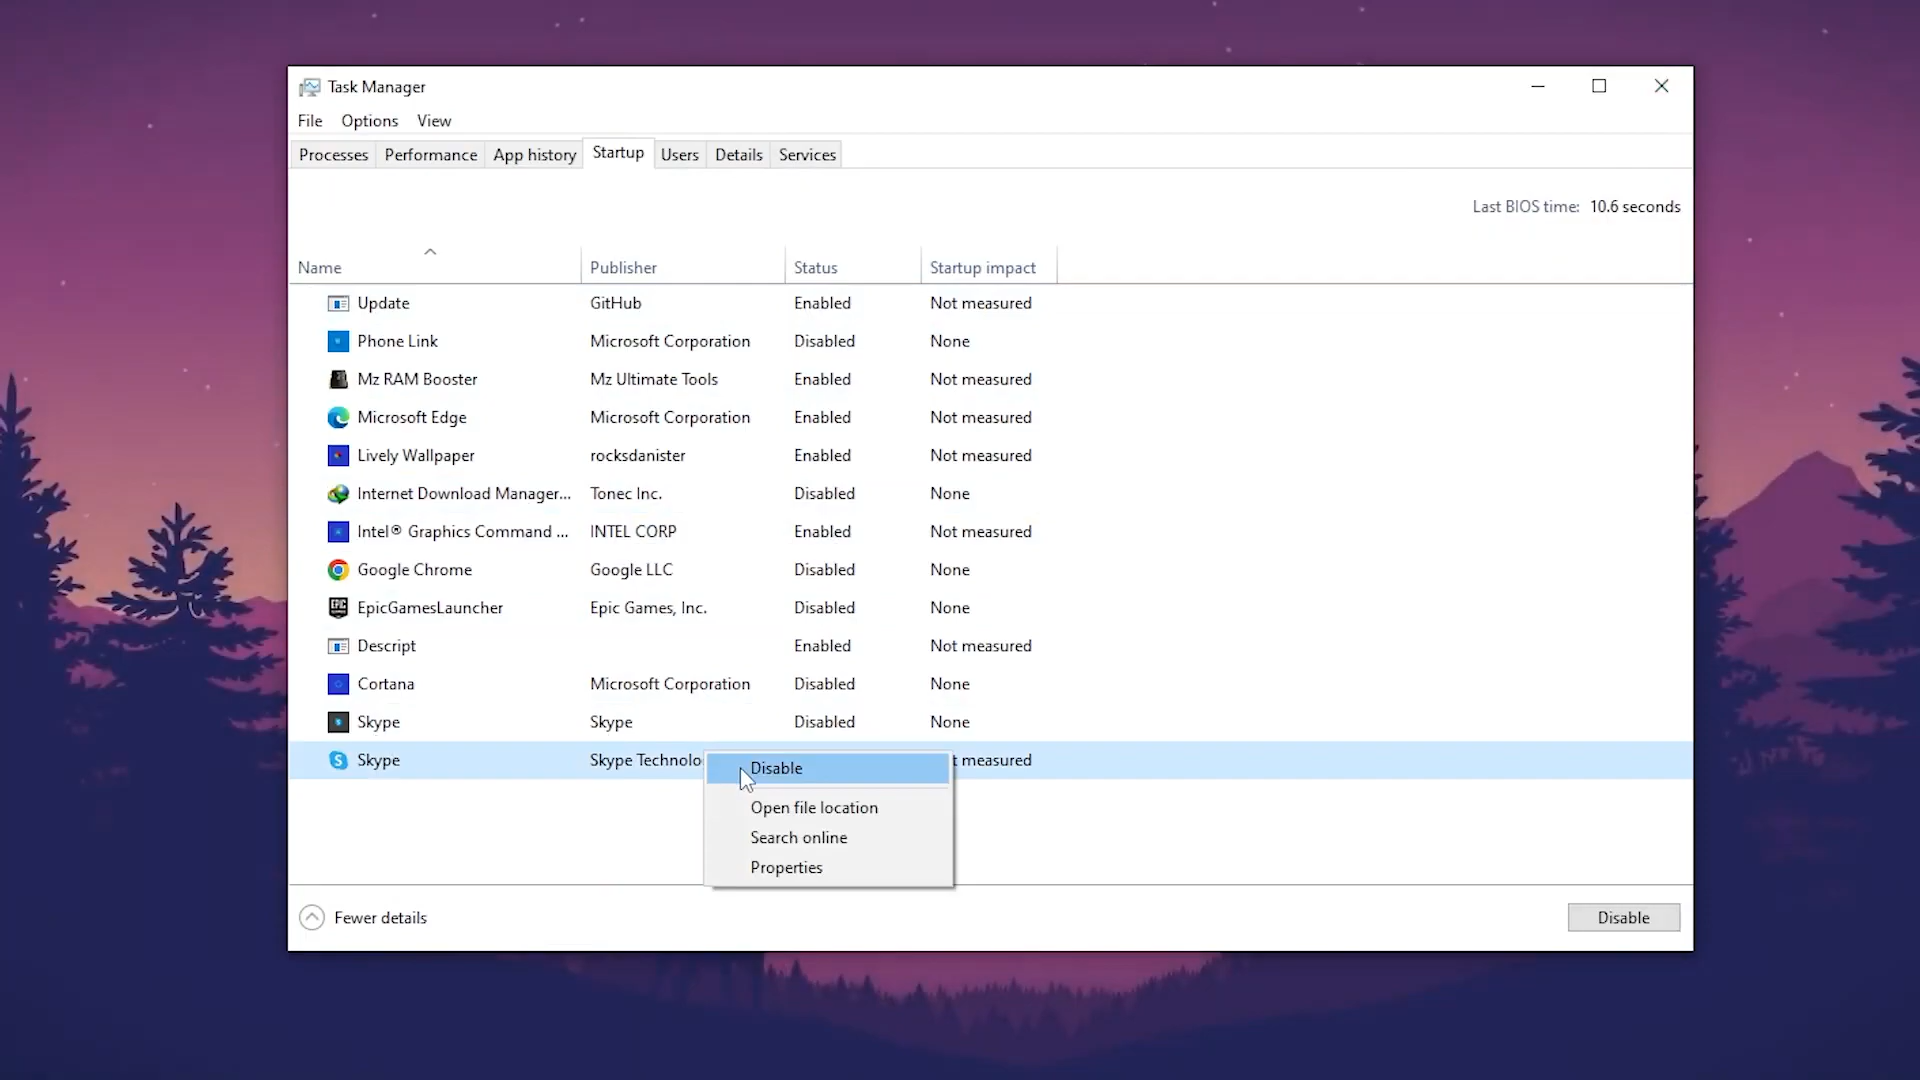 Task Manager
File Options View
Processes Performance App history Startup Users Details Services
Last BIOS time: 10.6 seconds
Name Publisher Status Startup impact
Update GitHub Enabled Not measured
Phone Link Microsoft Corporation Disabled None
Mz RAM Booster Mz Ultimate Tools Enabled Not measured
Microsoft Edge Microsoft Corporation Enabled Not measured
Lively Wallpaper rocksdanister Enabled Not measured
Internet Download Manager... Tonec Inc. Disabled None
Intel® Graphics Command ... INTEL CORP Enabled Not measured
Google Chrome Google LLC Disabled None
EpicGamesLauncher Epic Games, Inc. Disabled None
Descript Enabled Not measured
Cortana Microsoft Corporation Disabled None
Skype Skype Disabled None
Skype Skype Technolo t measured
Disable
Open file location
Search online
Properties
Fewer details Disable